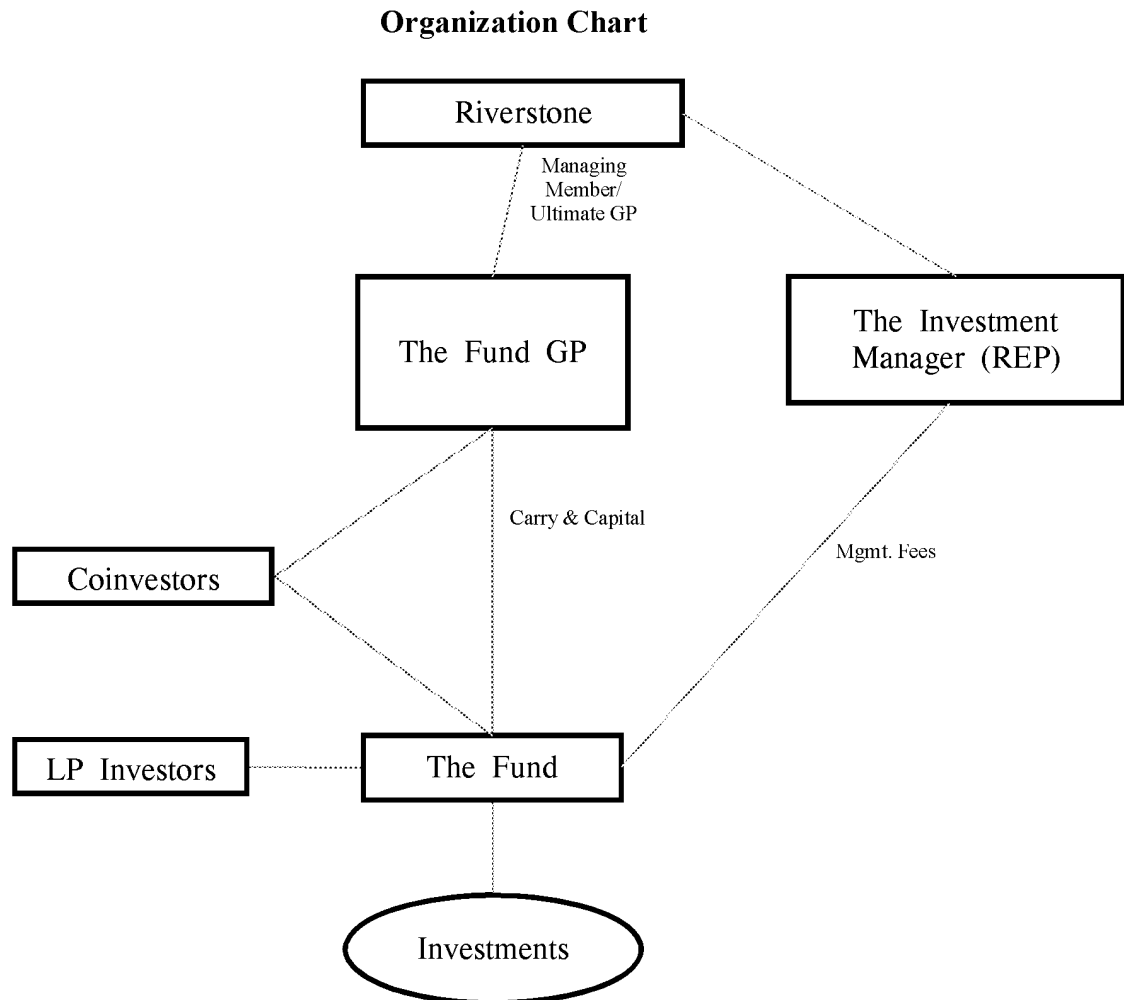 Organization Chart
Riverstone
Managing
Member/
Ultimate GP
The Fund GP
The Investment
Manager (REP)
Carry & Capital
Mgmt. Fees
Coinvestors
LP Investors
The Fund
Investments